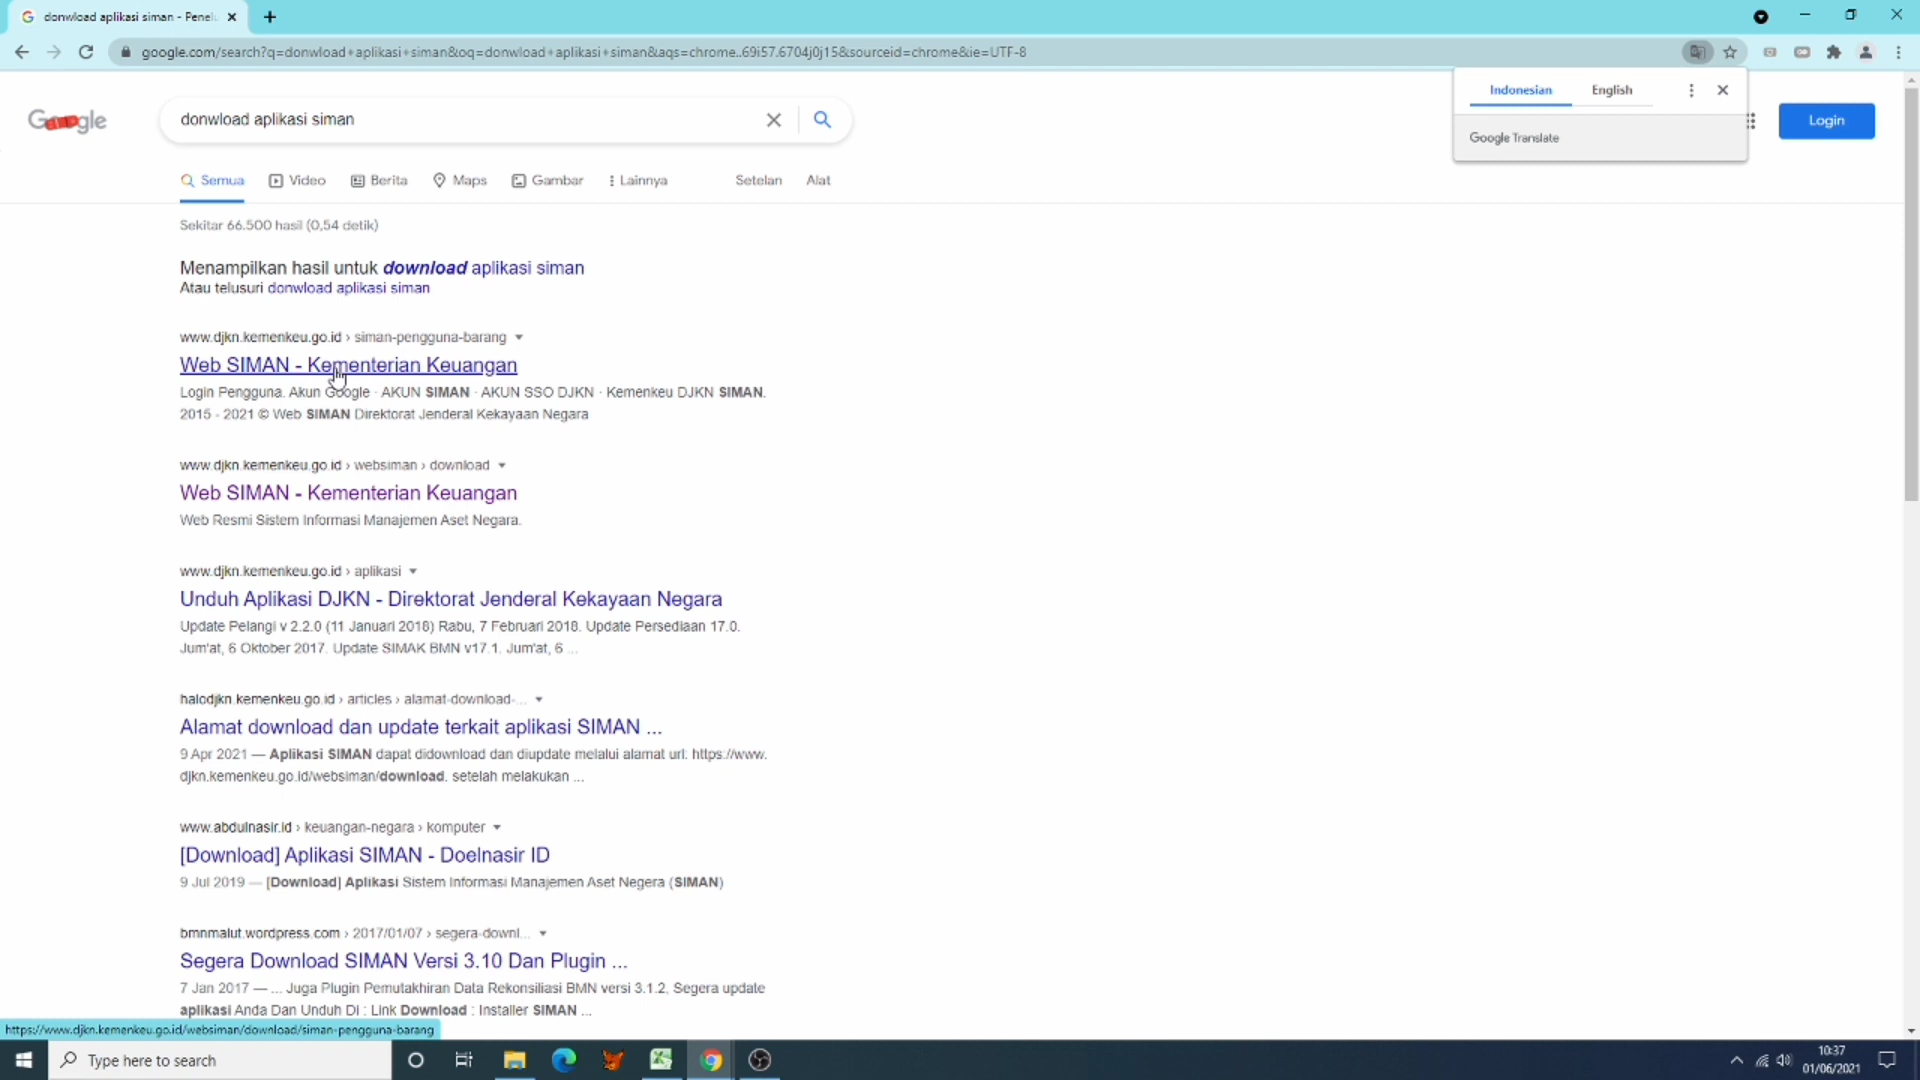 donwload aplikasi siman - Penelu
google.com/search?q=donwload+aplikasi+siman&oq=donwload+aplikasi+siman&aqs=chrome..69i57.6704j0j15&sourceid=chrome&ie=UTF-8
Indonesian English
Google Translate
Google
donwload aplikasi siman
Login
Semua Video Berita Maps Gambar Lainnya Setelan Alat
Sekitar 66.500 hasil (0,54 detik)
Menampilkan hasil untuk download aplikasi siman
Atau telusuri donwload aplikasi siman
www.djkn.kemenkeu.go.id › siman-pengguna-barang
Web SIMAN - Kementerian Keuangan
Login Pengguna. Akun Google · AKUN SIMAN · AKUN SSO DJKN · Kemenkeu DJKN SIMAN.
2015 - 2021 © Web SIMAN Direktorat Jenderal Kekayaan Negara
www.djkn.kemenkeu.go.id › websiman › download
Web SIMAN - Kementerian Keuangan
Web Resmi Sistem Informasi Manajemen Aset Negara.
www.djkn.kemenkeu.go.id › aplikasi
Unduh Aplikasi DJKN - Direktorat Jenderal Kekayaan Negara
Update Pelangi v 2.2.0 (11 Januari 2018) Rabu, 7 Februari 2018. Update Persediaan 17.0.
Jum'at, 6 Oktober 2017. Update SIMAK BMN v17.1. Jum'at, 6 ...
halodjkn.kemenkeu.go.id › articles › alamat-download-...
Alamat download dan update terkait aplikasi SIMAN ...
9 Apr 2021 — Aplikasi SIMAN dapat didownload dan diupdate melalui alamat url: https://www.
djkn.kemenkeu.go.id/websiman/download. setelah melakukan ...
www.abdulnasir.id › keuangan-negara › komputer
[Download] Aplikasi SIMAN - Doelnasir ID
9 Jul 2019 — [Download] Aplikasi Sistem Informasi Manajemen Aset Negera (SIMAN)
bmnmalut.wordpress.com › 2017/01/07 › segera-downl...
Segera Download SIMAN Versi 3.10 Dan Plugin ...
7 Jan 2017 — ... Juga Plugin Pemutakhiran Data Rekonsiliasi BMN versi 3.1.2. Segera update
aplikasi Anda Dan Unduh Di : Link Download : Installer SIMAN ...
https://www.djkn.kemenkeu.go.id/websiman/download/siman-pengguna-barang
Type here to search
10:37
01/06/2021